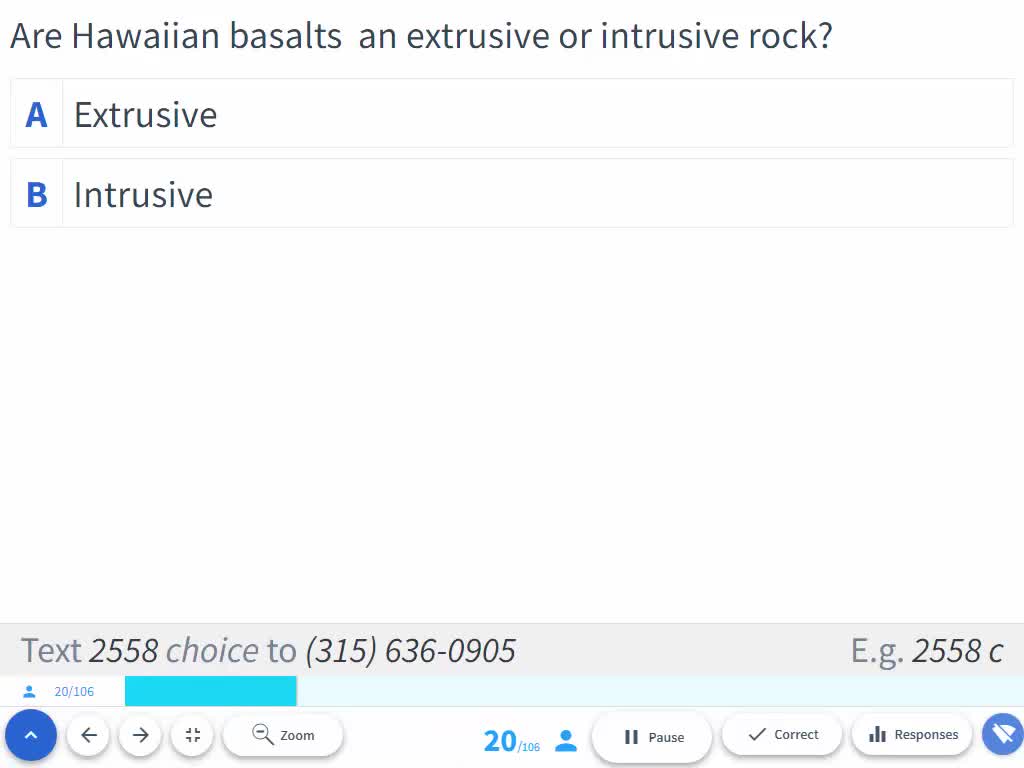 Are Hawaiian basalts  an extrusive or intrusive rock?
A Extrusive
B Intrusive
Text 2558 choice to (315) 636-0905 E.g. 2558 c
20/106
Zoom 20/106 Pause Correct Responses